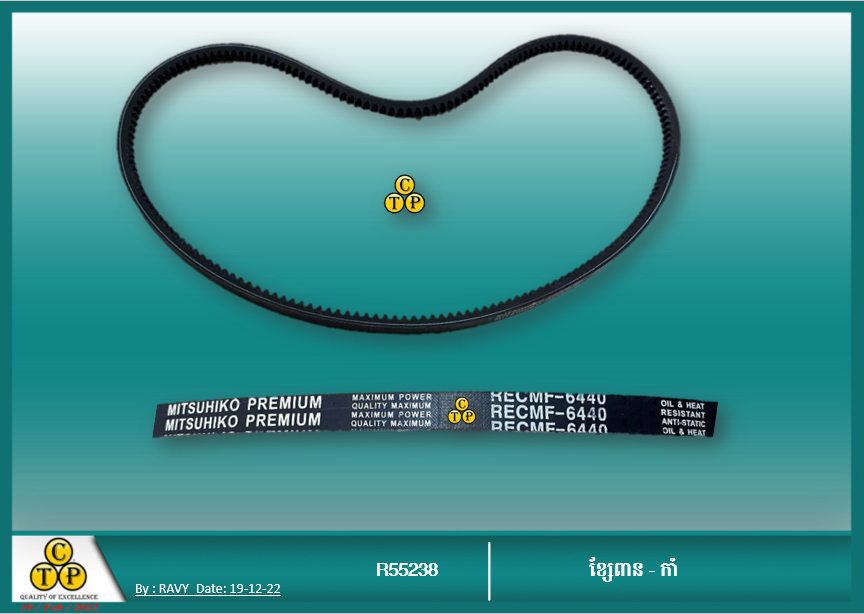 C
T P
MITSUHIKO PREMIUM
MITSUHIKO PREMIUM
MAXIMUM POWER
QUALITY MAXIMUM
MAXIMUM POWER
QUALITY MAXIMUM
C
T P
RECMF-6440
RECMF-6440
RECMF-6440
OIL & HEAT
RESISTANT
ANTI-STATIC
OIL & HEAT
C
T P
QUALITY OF EXCELLENCE
By : RAVY Date: 19-12-22
R55238
ខ្សែពាន - កាំ